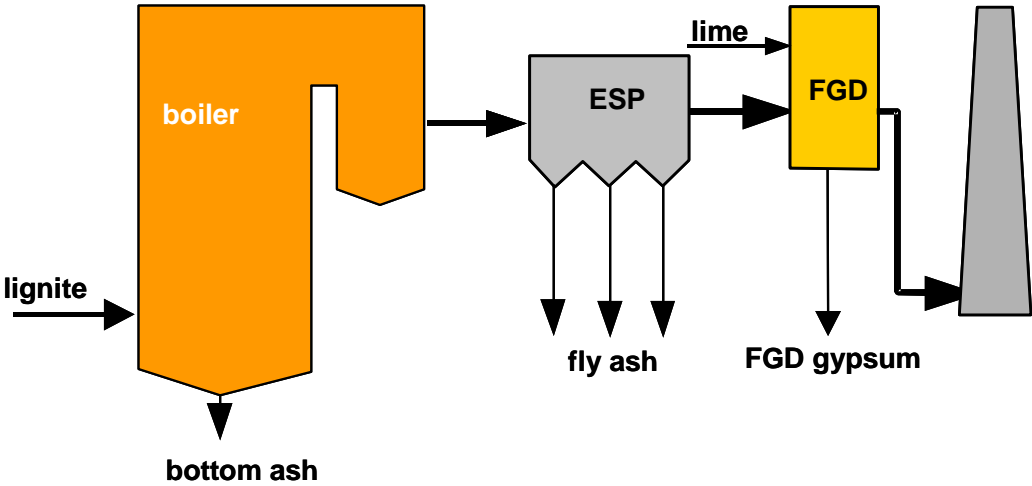 lime
boiler
ESP
FGD
lignite
fly ash
FGD gypsum
bottom ash